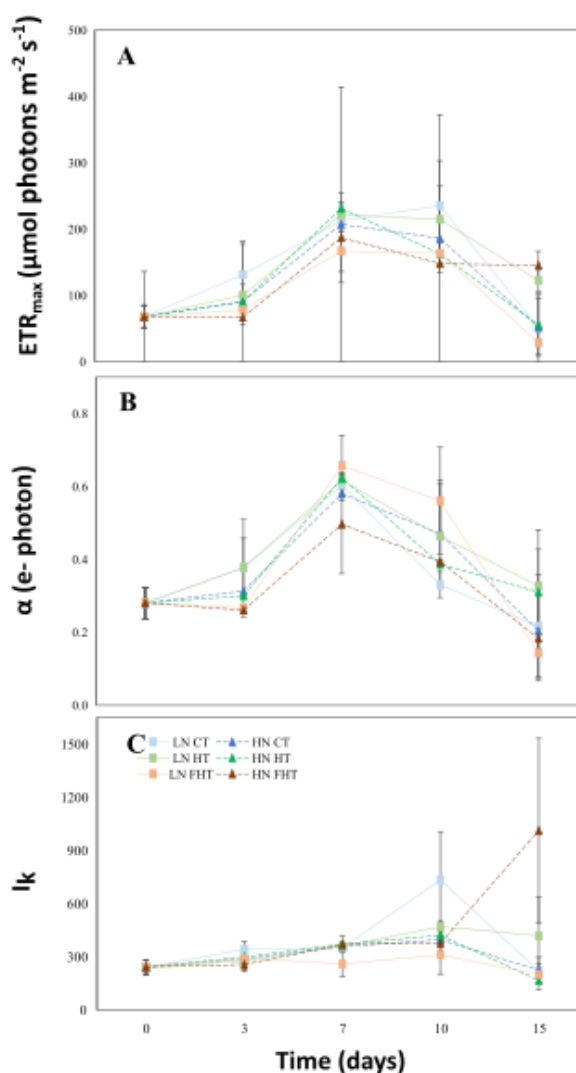 A
ETRmax (μmol photons m⁻² s⁻¹)
500
400
300
200
100
0
B
α (e- photon)
0.8
0.6
0.4
0.2
0.0
C
LN CT HN CT
LN HT HN HT
LN FHT HN FHT
Ik
1500
1200
900
600
300
0
0 3 7 10 15
Time (days)